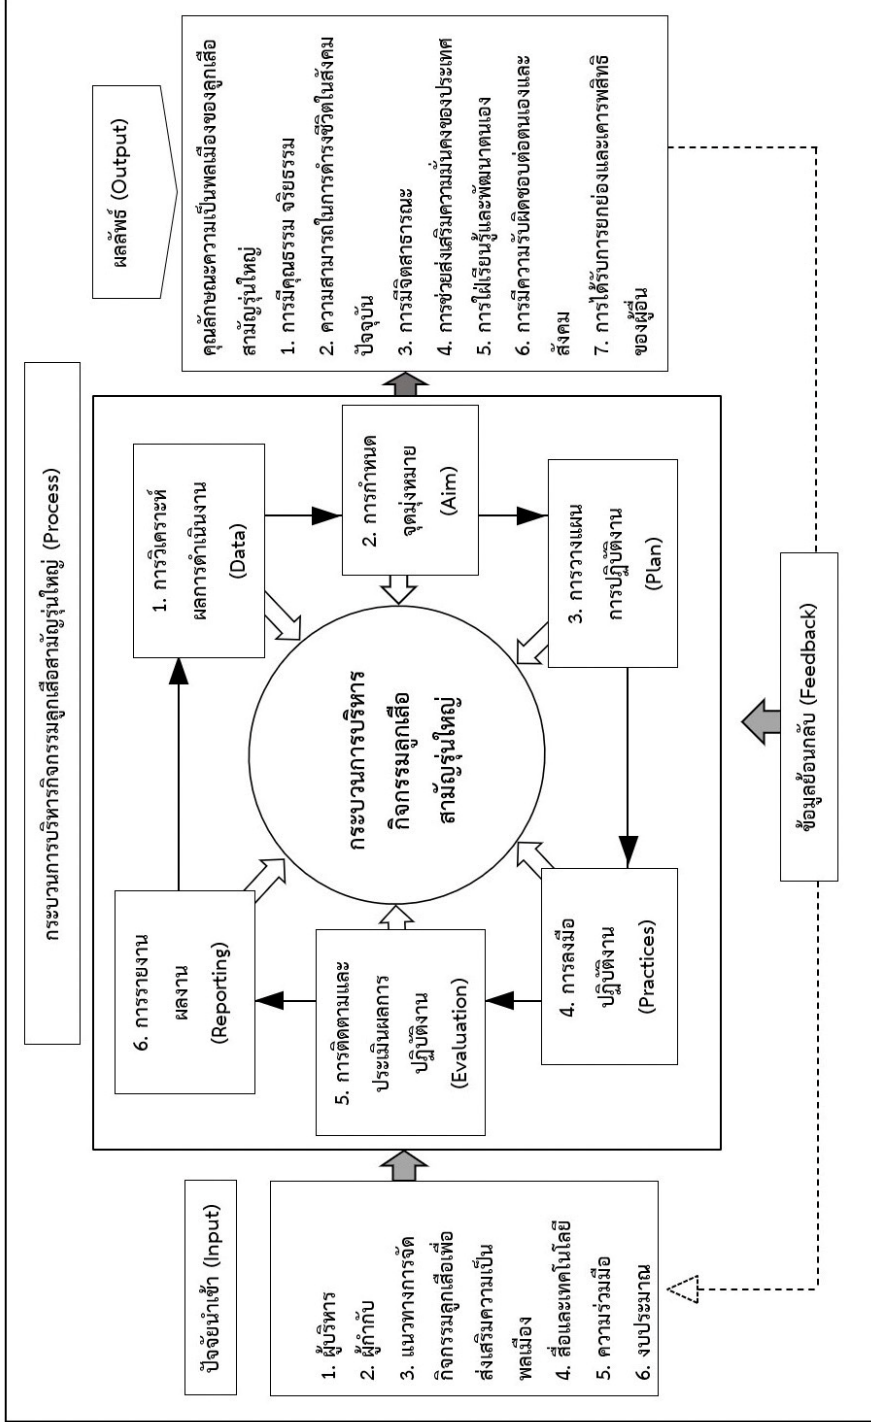 กระบวนการบริหารกิจกรรมลูกเสือสามัญรุ่นใหญ่ (Process)
ปัจจัยนำเข้า (Input)
1. ผู้บริหาร
2. ผู้กำกับ
3. แนวทางการจัด
กิจกรรมลูกเสือเพื่อ
ส่งเสริมความเป็น
พลเมือง
4. สื่อและเทคโนโลยี
5. ความร่วมมือ
6. งบประมาณ
1. การวิเคราะห์
ผลการดำเนินงาน
(Data)
2. การกำหนด
จุดมุ่งหมาย
(Aim)
3. การวางแผน
การปฏิบัติงาน
(Plan)
4. การลงมือ
ปฏิบัติงาน
(Practices)
5. การติดตามและ
ประเมินผลการ
ปฏิบัติงาน
(Evaluation)
6. การรายงาน
ผลงาน
(Reporting)
กระบวนการบริหาร
กิจกรรมลูกเสือ
สามัญรุ่นใหญ่
ผลลัพธ์ (Output)
คุณลักษณะความเป็นพลเมืองของลูกเสือ
สามัญรุ่นใหญ่
1. การมีคุณธรรม จริยธรรม
2. ความสามารถในการดำรงชีวิตในสังคม
ปัจจุบัน
3. การมีจิตสาธารณะ
4. การช่วยส่งเสริมความมั่นคงของประเทศ
5. การใฝ่เรียนรู้และพัฒนาตนเอง
6. การมีความรับผิดชอบต่อตนเองและ
สังคม
7. การได้รับการยกย่องและเคารพสิทธิ
ของผู้อื่น
ข้อมูลย้อนกลับ (Feedback)